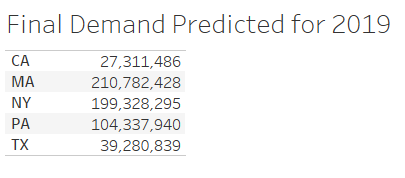 Final Demand Predicted for 2019
CA 27,311,486
MA 210,782,428
NY 199,328,295
PA 104,337,940
TX 39,280,839